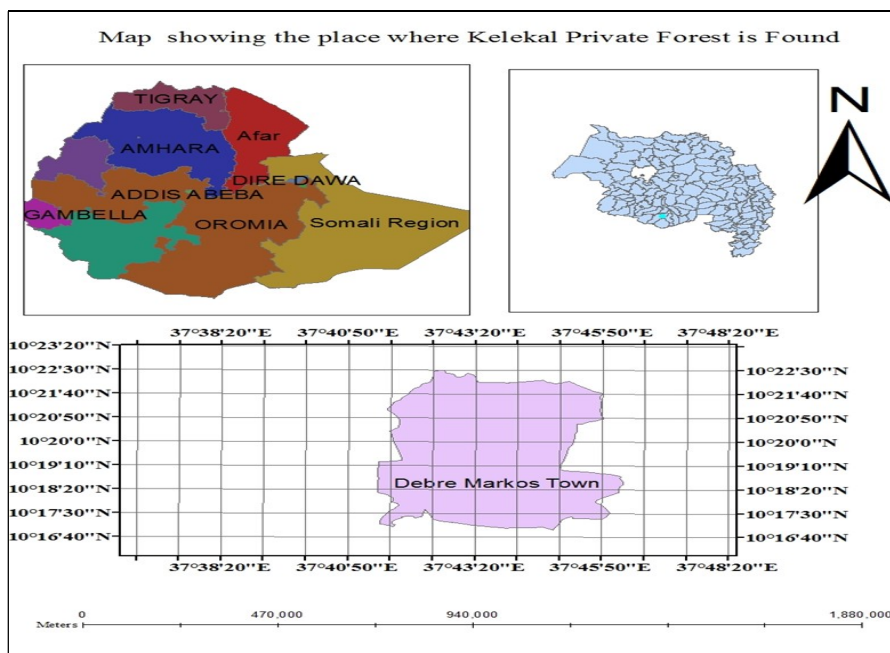 Map showing the place where Kelekal Private Forest is Found
TIGRAY
Afar
AMHARA
DIRE DAWA
ADDIS ABEBA
GAMBELLA
OROMIA
Somali Region
N
37°38'20"E 37°40'50"E 37°43'20"E 37°45'50"E 37°48'20"E
10°23'20"N
10°22'30"N 10°22'30"N
10°21'40"N 10°21'40"N
10°20'50"N 10°20'50"N
10°20'0"N 10°20'0"N
10°19'10"N 10°19'10"N
10°18'20"N Debre Markos Town 10°18'20"N
10°17'30"N 10°17'30"N
10°16'40"N 10°16'40"N
37°38'20"E 37°40'50"E 37°43'20"E 37°45'50"E 37°48'20"E
0 470,000 940,000 1,880,000
Meters